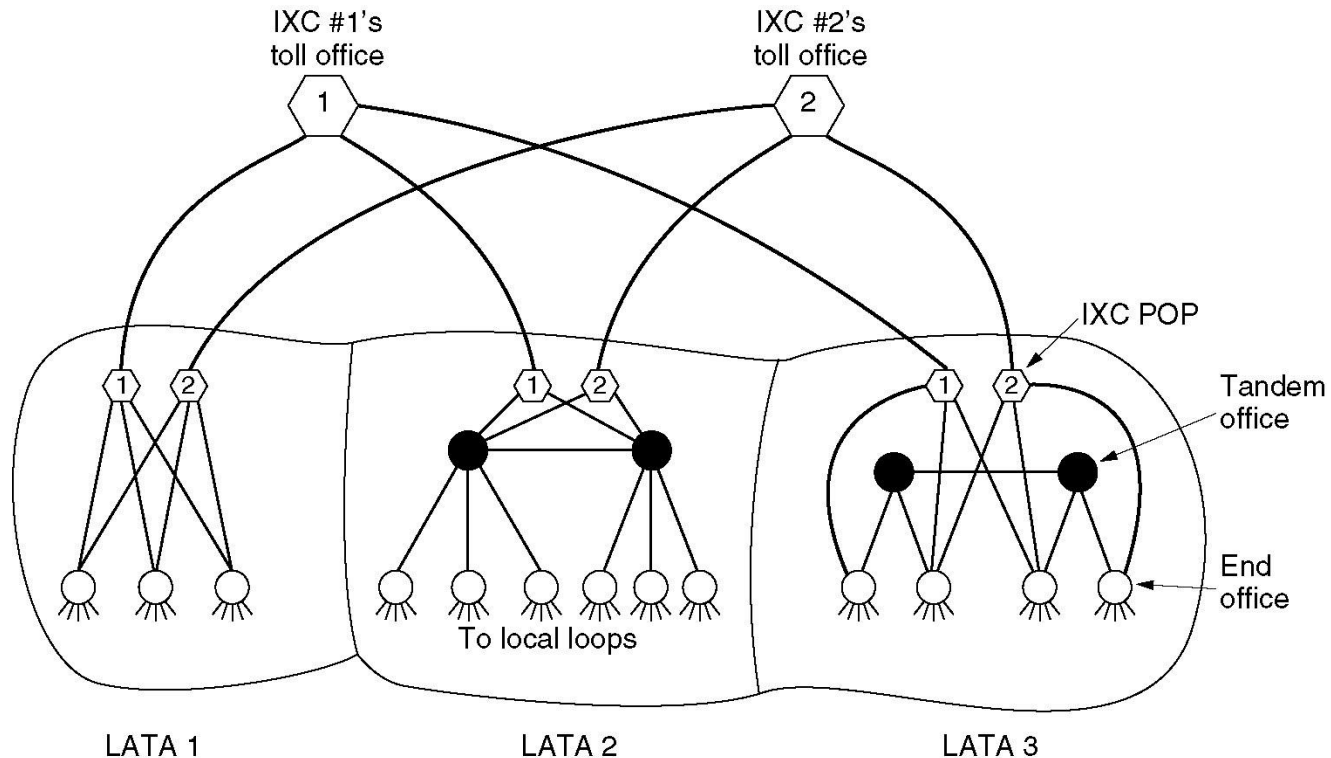 IXC #1's
toll office
IXC #2's
toll office
1
2
IXC POP
1
2
1
2
1
2
Tandem
office
End
office
To local loops
LATA 1
LATA 2
LATA 3